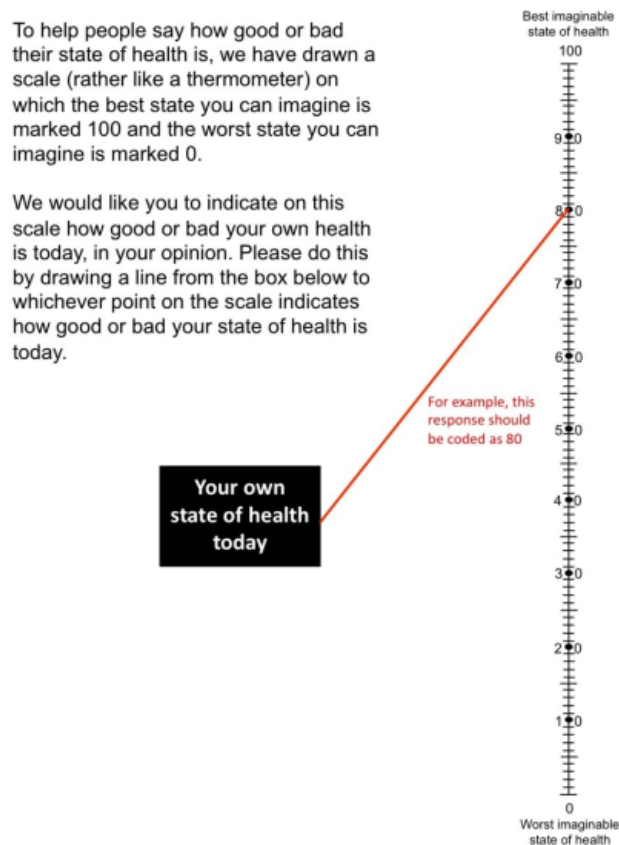 To help people say how good or bad
their state of health is, we have drawn a
scale (rather like a thermometer) on
which the best state you can imagine is
marked 100 and the worst state you can
imagine is marked 0.
We would like you to indicate on this
scale how good or bad your own health
is today, in your opinion. Please do this
by drawing a line from the box below to
whichever point on the scale indicates
how good or bad your state of health is
today.
Your own
state of health
today
For example, this
response should
be coded as 80
Best imaginable
state of health
100
90
80
70
60
50
40
30
20
10
0
Worst imaginable
state of health